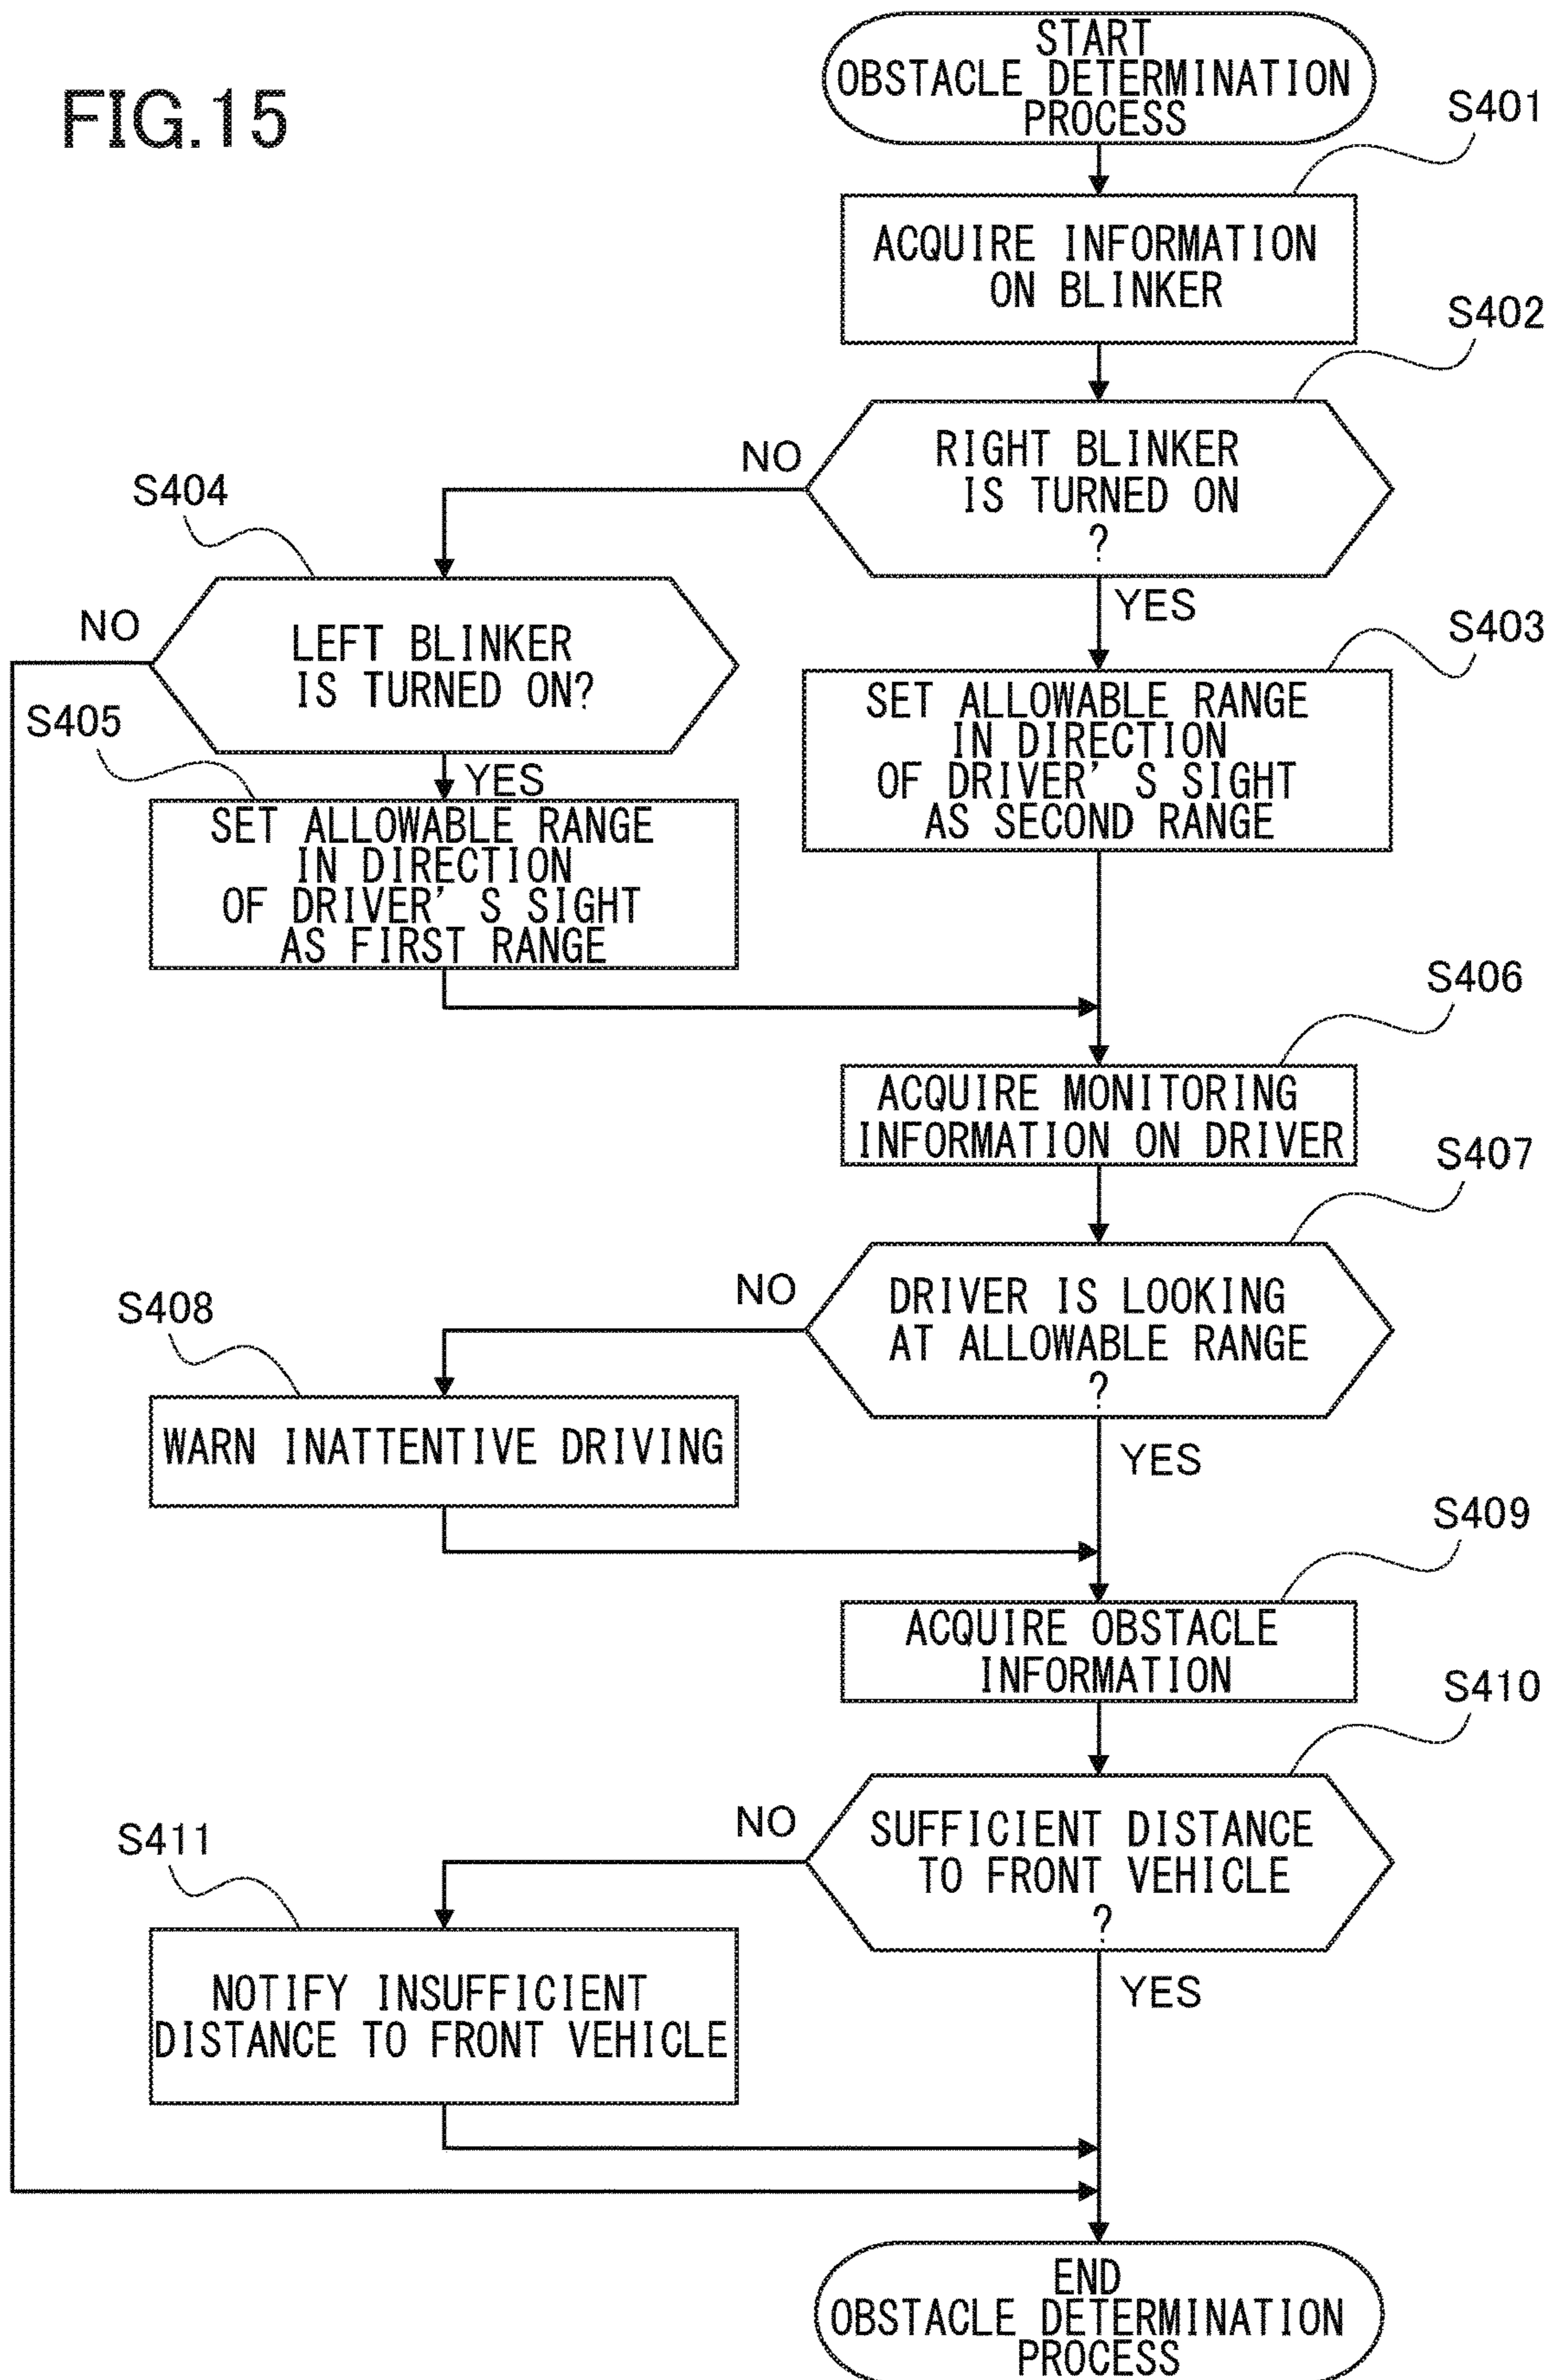 FIG.15
START
OBSTACLE DETERMINATION
PROCESS
S401
ACQUIRE INFORMATION
ON BLINKER
S402
RIGHT BLINKER
IS TURNED ON
?
NO
YES
S404
LEFT BLINKER
IS TURNED ON?
NO
YES
S403
SET ALLOWABLE RANGE
IN DIRECTION
OF DRIVER' S SIGHT
AS SECOND RANGE
S405
SET ALLOWABLE RANGE
IN DIRECTION
OF DRIVER' S SIGHT
AS FIRST RANGE
S406
ACQUIRE MONITORING
INFORMATION ON DRIVER
S407
DRIVER IS LOOKING
AT ALLOWABLE RANGE
?
NO
YES
S408
WARN INATTENTIVE DRIVING
S409
ACQUIRE OBSTACLE
INFORMATION
S410
SUFFICIENT DISTANCE
TO FRONT VEHICLE
?
NO
YES
S411
NOTIFY INSUFFICIENT
DISTANCE TO FRONT VEHICLE
END
OBSTACLE DETERMINATION
PROCESS